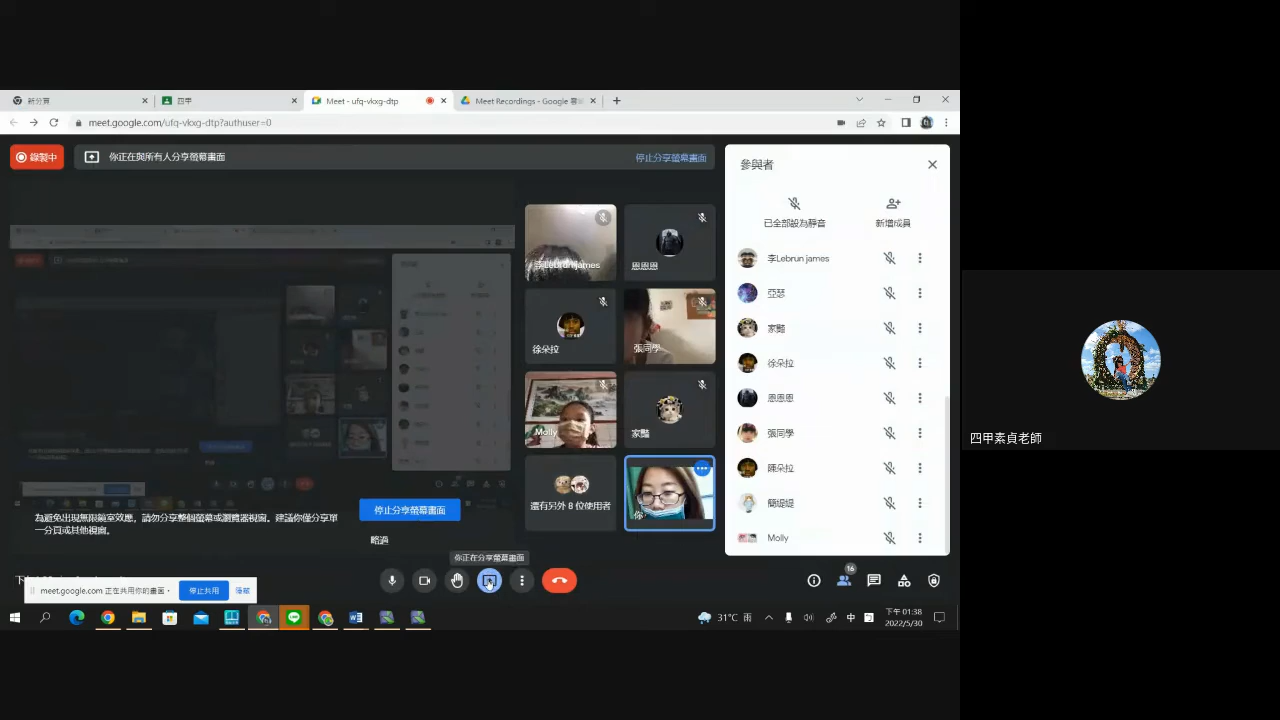 新分頁
四甲
Meet - ufq-vkxg-dtp
Meet Recordings - Google 雲端
meet.google.com/ufq-vkxg-dtp?authuser=0
錄製中
你正在與所有人分享螢幕畫面
停止分享螢幕畫面
參與者
已全部設為靜音
新增成員
李Lebrun james
恩恩恩
徐朵拉
張同學
Molly
家豔
還有另外 8 位使用者
你
李Lebrun james
亞瑟
家豔
徐朵拉
恩恩恩
張同學
陳朵拉
簡緹緹
Molly
為避免出現無限鏡室效應，請勿分享整個螢幕或瀏覽器視窗。建議你僅分享單
一分頁或其他視窗。
停止分享螢幕畫面
略過
你正在分享螢幕畫面
meet.google.com 正在共用你的畫面。
停止共用
隱藏
16
31°C 雨
中
下午 01:38
2022/5/30
四甲素貞老師